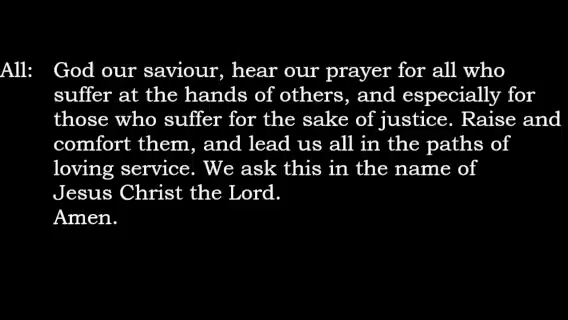 All: God our saviour, hear our prayer for all who
suffer at the hands of others, and especially for
those who suffer for the sake of justice. Raise and
comfort them, and lead us all in the paths of
loving service. We ask this in the name of
Jesus Christ the Lord.
Amen.